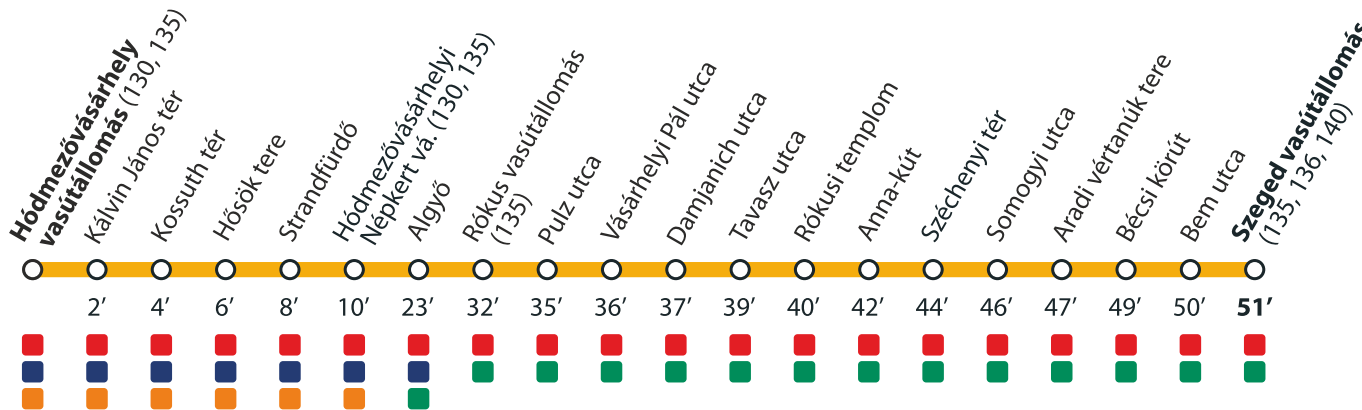 Hódmezővásárhely
vasútállomás (130, 135)
Kálvin János tér
Kossuth tér
Hősök tere
Strandfürdő
Hódmezővásárhelyi
Népkert vá. (130, 135)
Algyő
Rókus vasútállomás
(135)
Pulz utca
Vásárhelyi Pál utca
Damjanich utca
Tavasz utca
Rókusi templom
Anna-kút
Széchenyi tér
Somogyi utca
Aradi vértanúk tere
Bécsi körút
Bem utca
Szeged vasútállomás
(135, 136, 140)
2’ 4’ 6’ 8’ 10’ 23’ 32’ 35’ 36’ 37’ 39’ 40’ 42’ 44’ 46’ 47’ 49’ 50’ 51’